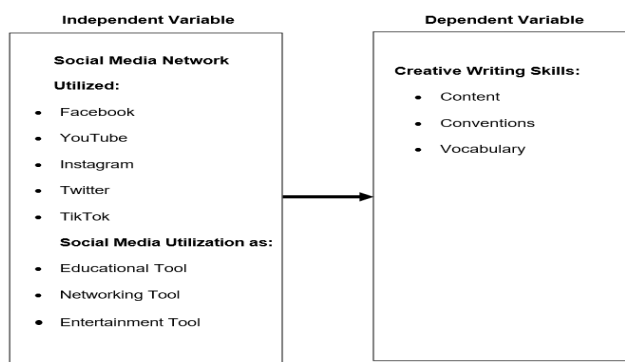 Independent Variable
Social Media Network
Utilized:
• Facebook
• YouTube
• Instagram
• Twitter
• TikTok
Social Media Utilization as:
• Educational Tool
• Networking Tool
• Entertainment Tool
Dependent Variable
Creative Writing Skills:
• Content
• Conventions
• Vocabulary